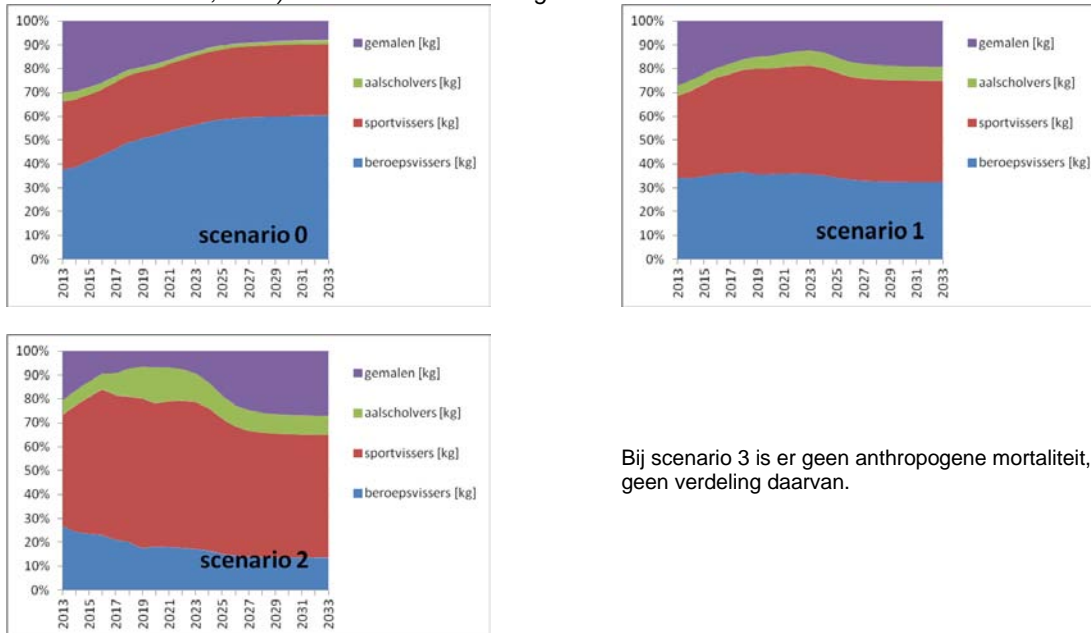 100%
90%
80%
70%
60%
50%
40%
30%
20%
10%
0%
gemalen [kg]
aalscholvers [kg]
sportvissers [kg]
beroepsvissers [kg]
scenario 0
2013 2015 2017 2019 2021 2023 2025 2027 2029 2031 2033
100%
90%
80%
70%
60%
50%
40%
30%
20%
10%
0%
gemalen [kg]
aalscholvers [kg]
sportvissers [kg]
beroepsvissers [kg]
scenario 1
2013 2015 2017 2019 2021 2023 2025 2027 2029 2031 2033
100%
90%
80%
70%
60%
50%
40%
30%
20%
10%
0%
gemalen [kg]
aalscholvers [kg]
sportvissers [kg]
beroepsvissers [kg]
scenario 2
2013 2015 2017 2019 2021 2023 2025 2027 2029 2031 2033
Bij scenario 3 is er geen anthropogene mortaliteit,
geen verdeling daarvan.